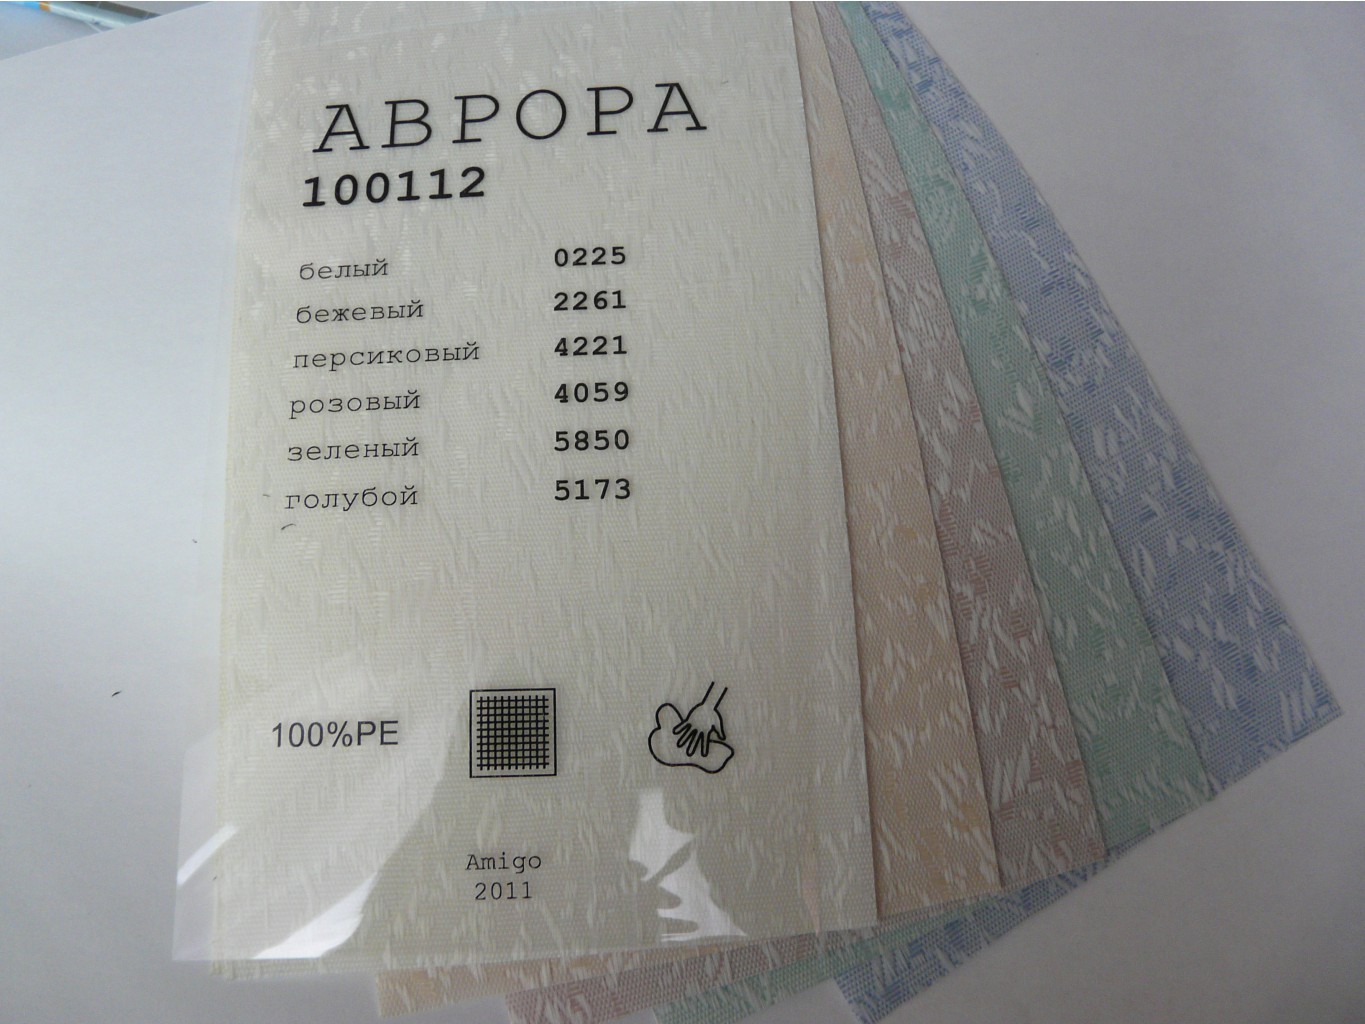 АВРОРА
100112
белый 0225
бежевый 2261
персиковый 4221
розовый 4059
зеленый 5850
голубой 5173
100%PE
Amigo
2011